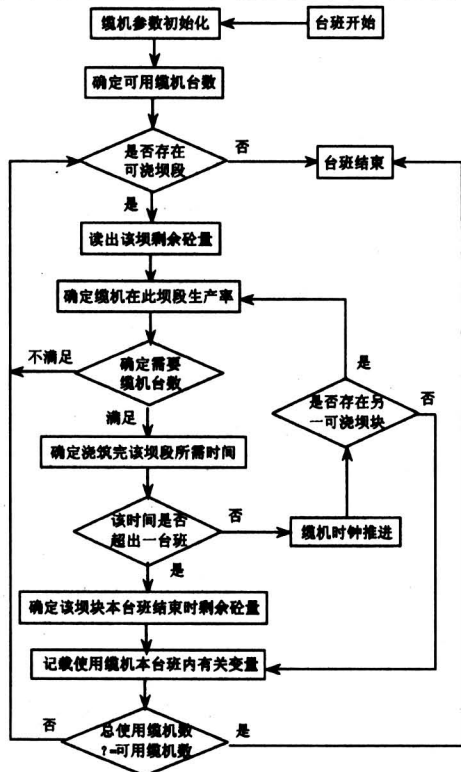 缆机参数初始化
台班开始
确定可用缆机台数
是否存在
可浇坝段
否
台班结束
是
读出该坝剩余砼量
确定缆机在此坝段生产率
不满足
确定需要
缆机台数
是
是否存在另
一可浇坝块
否
满足
确定浇筑完该坝段所需时间
该时间是否
超出一台班
否
缆机时钟推进
是
确定该坝块本台班结束时剩余砼量
记载使用缆机本台班内有关变量
否
总使用缆机数
?=可用缆机数
是